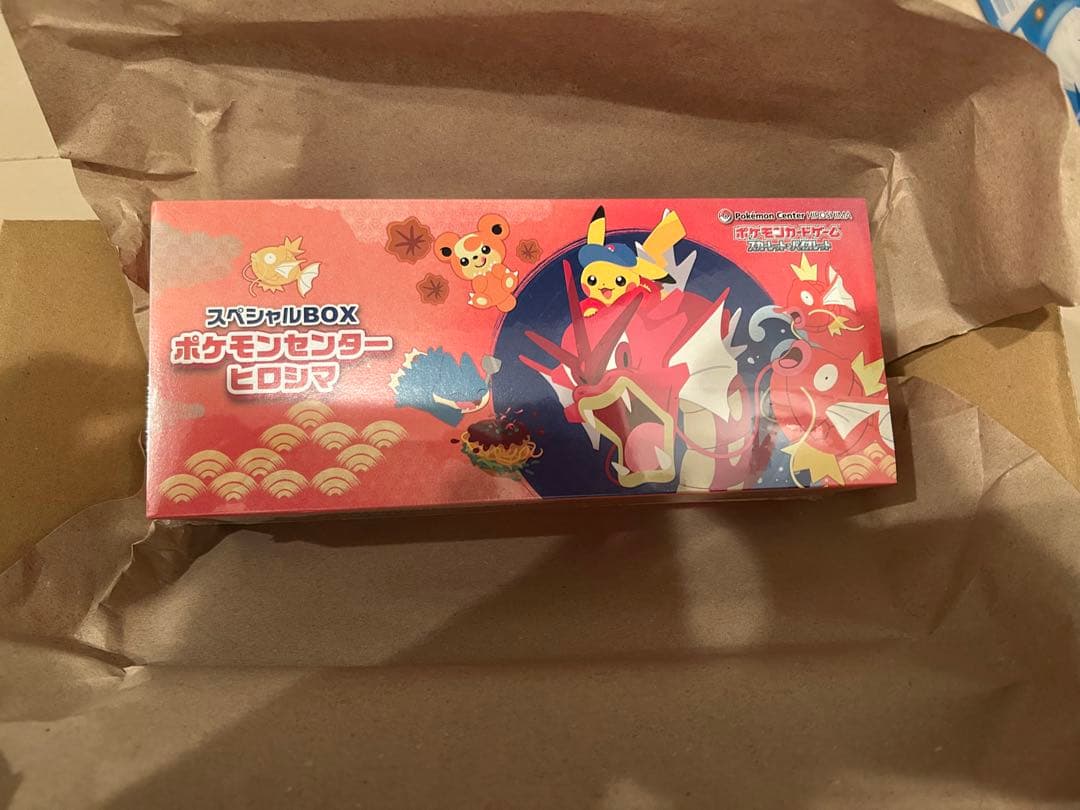 Pokémon Center HIROSHIMA
ポケモンカードゲーム
スカーレット&バイオレット
スペシャルBOX
ポケモンセンター
ヒロシマ